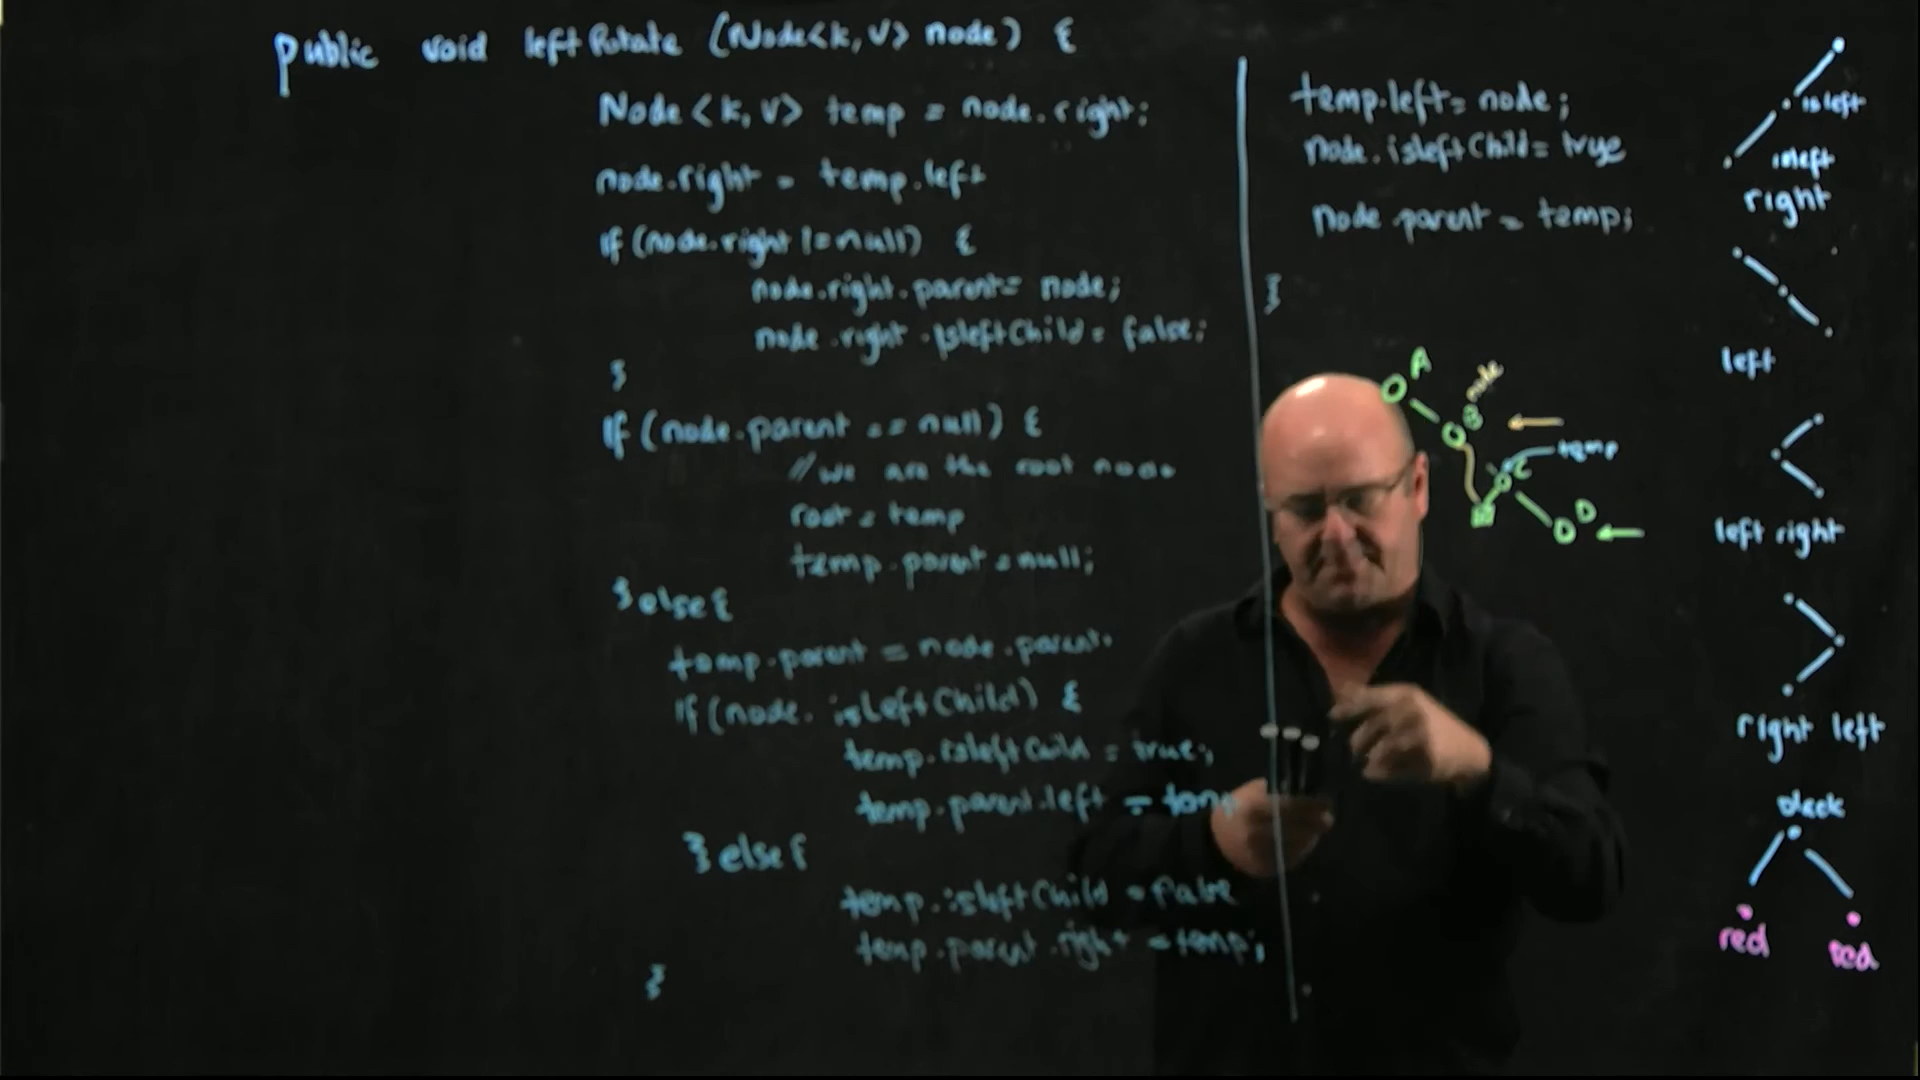 public void leftRotate (Node<k, V> node) {
Node<k, V> temp = node.right;
node.right = temp.left
if (node.right != null) {
node.right.parent = node;
node.right.isleftChild = false;
}
if (node.parent == null) {
// we are the root node
root = temp
temp.parent = null;
} else {
temp.parent = node.parent.
if (node. isLeftChild) {
temp.isleftChild = true;
temp.parent.left = temp
} else {
temp.isleftChild = false
temp.parent.right = temp;
}
temp.left = node;
node.isleftChild = true
node.parent = temp;
}
A
B
node
temp
C
D
isleft
isleft
right
left
left right
right left
black
red
red